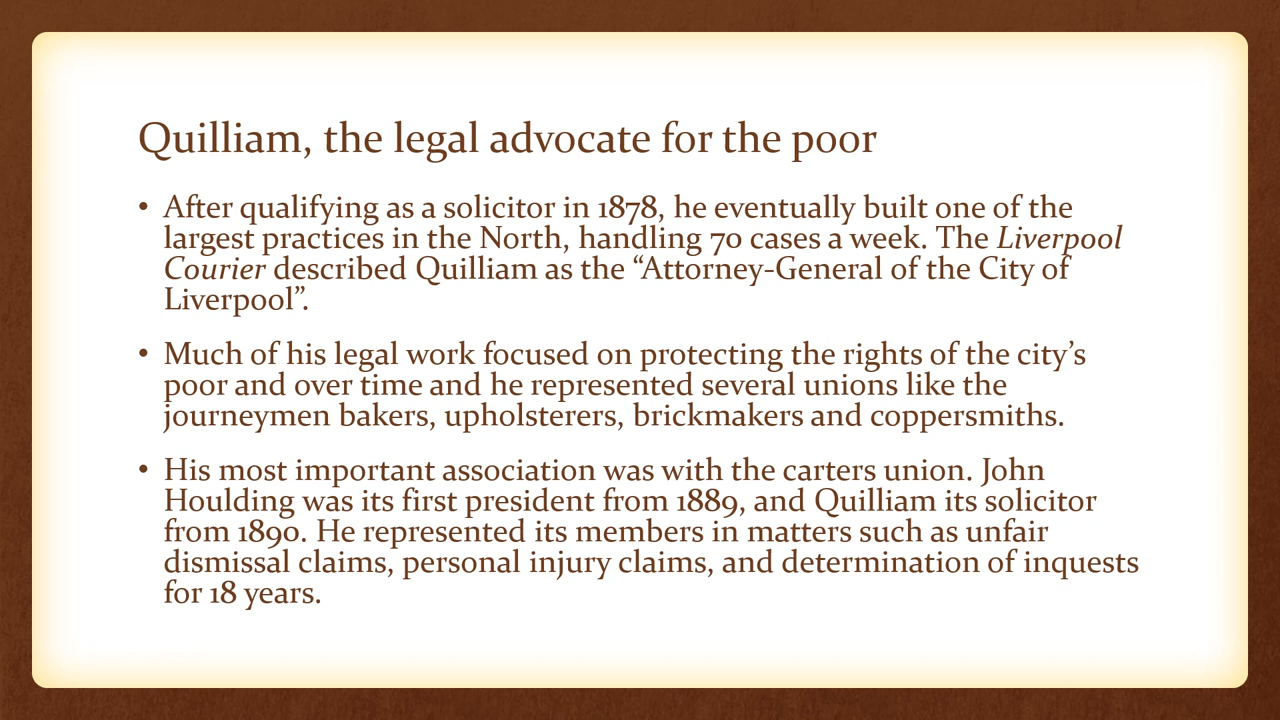 Quilliam, the legal advocate for the poor
• After qualifying as a solicitor in 1878, he eventually built one of the
largest practices in the North, handling 70 cases a week. The Liverpool
Courier described Quilliam as the “Attorney-General of the City of
Liverpool”.
• Much of his legal work focused on protecting the rights of the city’s
poor and over time and he represented several unions like the
journeymen bakers, upholsterers, brickmakers and coppersmiths.
• His most important association was with the carters union. John
Houlding was its first president from 1889, and Quilliam its solicitor
from 1890. He represented its members in matters such as unfair
dismissal claims, personal injury claims, and determination of inquests
for 18 years.